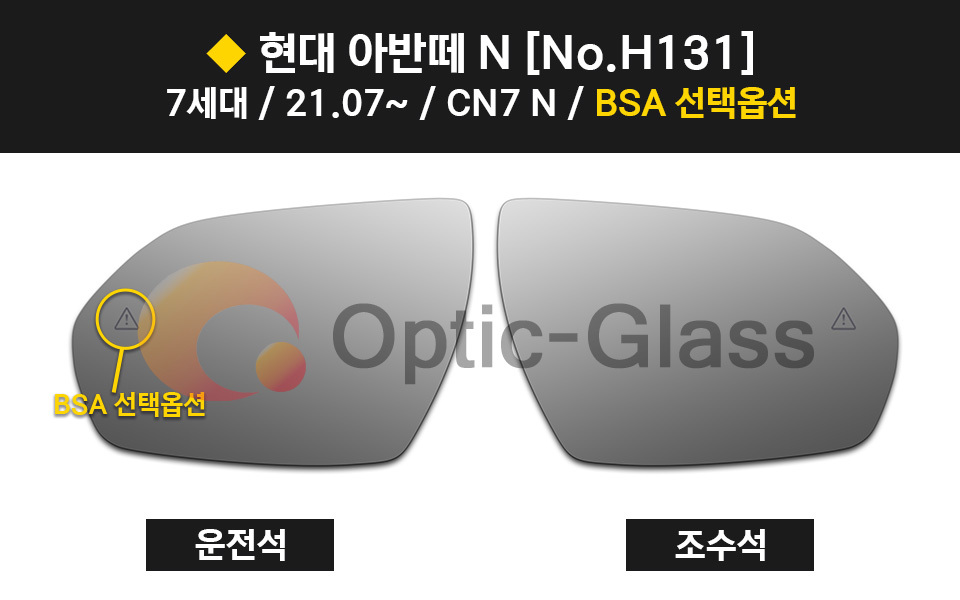 ◆ 현대 아반떼 N [No.H131]
7세대 / 21.07~ / CN7 N / BSA 선택옵션
Optic-Glass
BSA 선택옵션
운전석
조수석